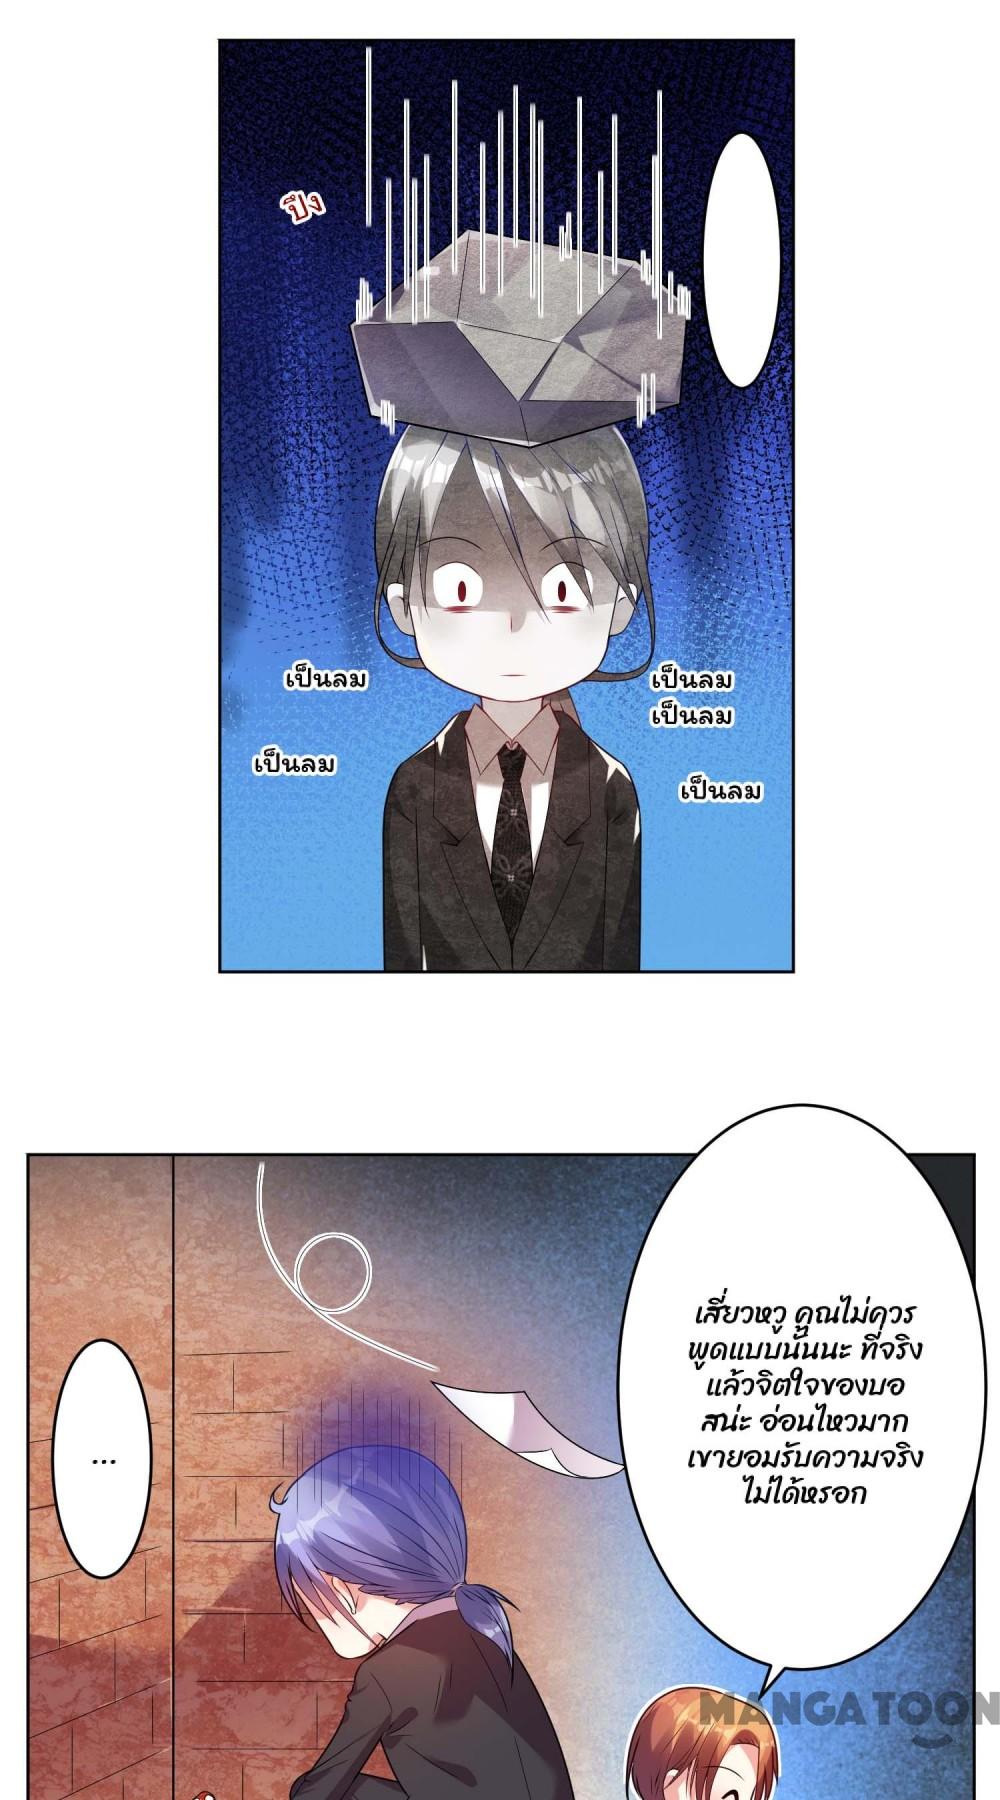 ปึง
เป็นลม
เป็นลม
เป็นลม
เป็นลม
เป็นลม
เสี่ยวหวู คุณไม่ควร
พูดแบบนั้นนะ ที่จริง
แล้วจิตใจของบอ
สน่ะ อ่อนไหวมาก
เขายอมรับความจริง
ไม่ได้หรอก
...
MANGATOON